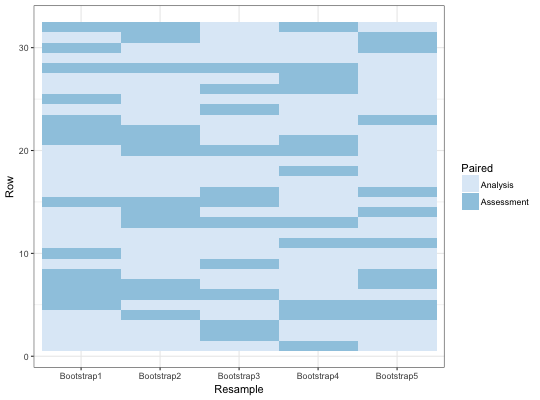 30
20
10
0
Row
Bootstrap1 Bootstrap2 Bootstrap3 Bootstrap4 Bootstrap5
Resample
Paired
Analysis
Assessment